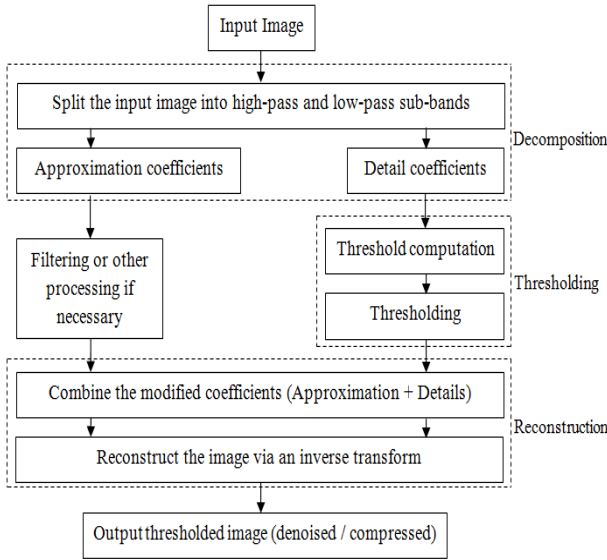 Input Image
Split the input image into high-pass and low-pass sub-bands
Decomposition
Approximation coefficients
Detail coefficients
Filtering or other
processing if
necessary
Threshold computation
Thresholding
Thresholding
Combine the modified coefficients (Approximation + Details)
Reconstruction
Reconstruct the image via an inverse transform
Output thresholded image (denoised / compressed)